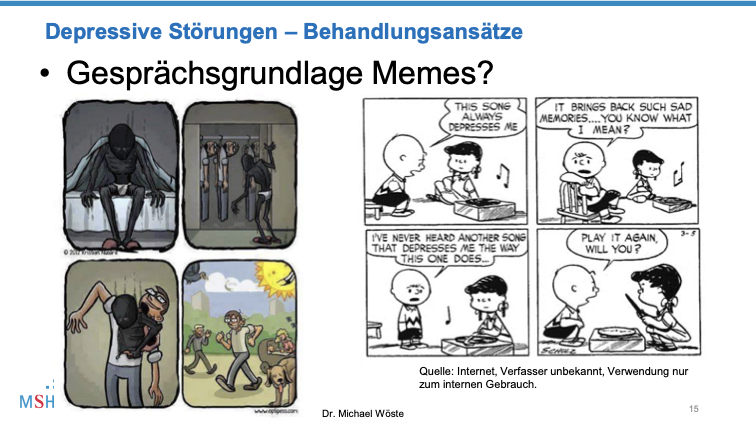 Depressive Störungen – Behandlungsansätze
• Gesprächsgrundlage Memes?
THIS SONG
ALWAYS
DEPRESSES ME
IT BRINGS BACK SUCH SAD
MEMORIES....YOU KNOW WHAT
I MEAN?
I'VE NEVER HEARD ANOTHER SONG
THAT DEPRESSES ME THE WAY
THIS ONE DOES...
PLAY IT AGAIN,
WILL YOU?
3-5
SCHULZ
© 2012 Kristian
www.optipess.com
Quelle: Internet, Verfasser unbekannt, Verwendung nur
zum internen Gebrauch.
MSH
Dr. Michael Wöste
15